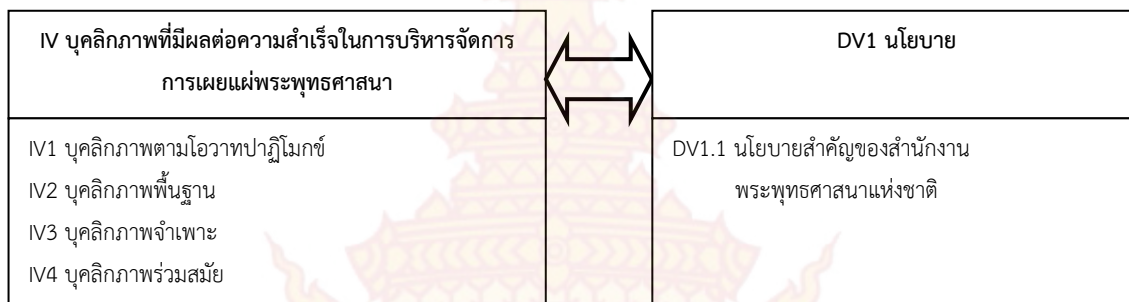 IV บุคลิกภาพที่มีผลต่อความสำเร็จในการบริหารจัดการ
การเผยแผ่พระพุทธศาสนา
DV1 นโยบาย
IV1 บุคลิกภาพตามโอวาทปาฏิโมกข์
IV2 บุคลิกภาพพื้นฐาน
IV3 บุคลิกภาพจำเพาะ
IV4 บุคลิกภาพร่วมสมัย
DV1.1 นโยบายสำคัญของสำนักงาน
พระพุทธศาสนาแห่งชาติ